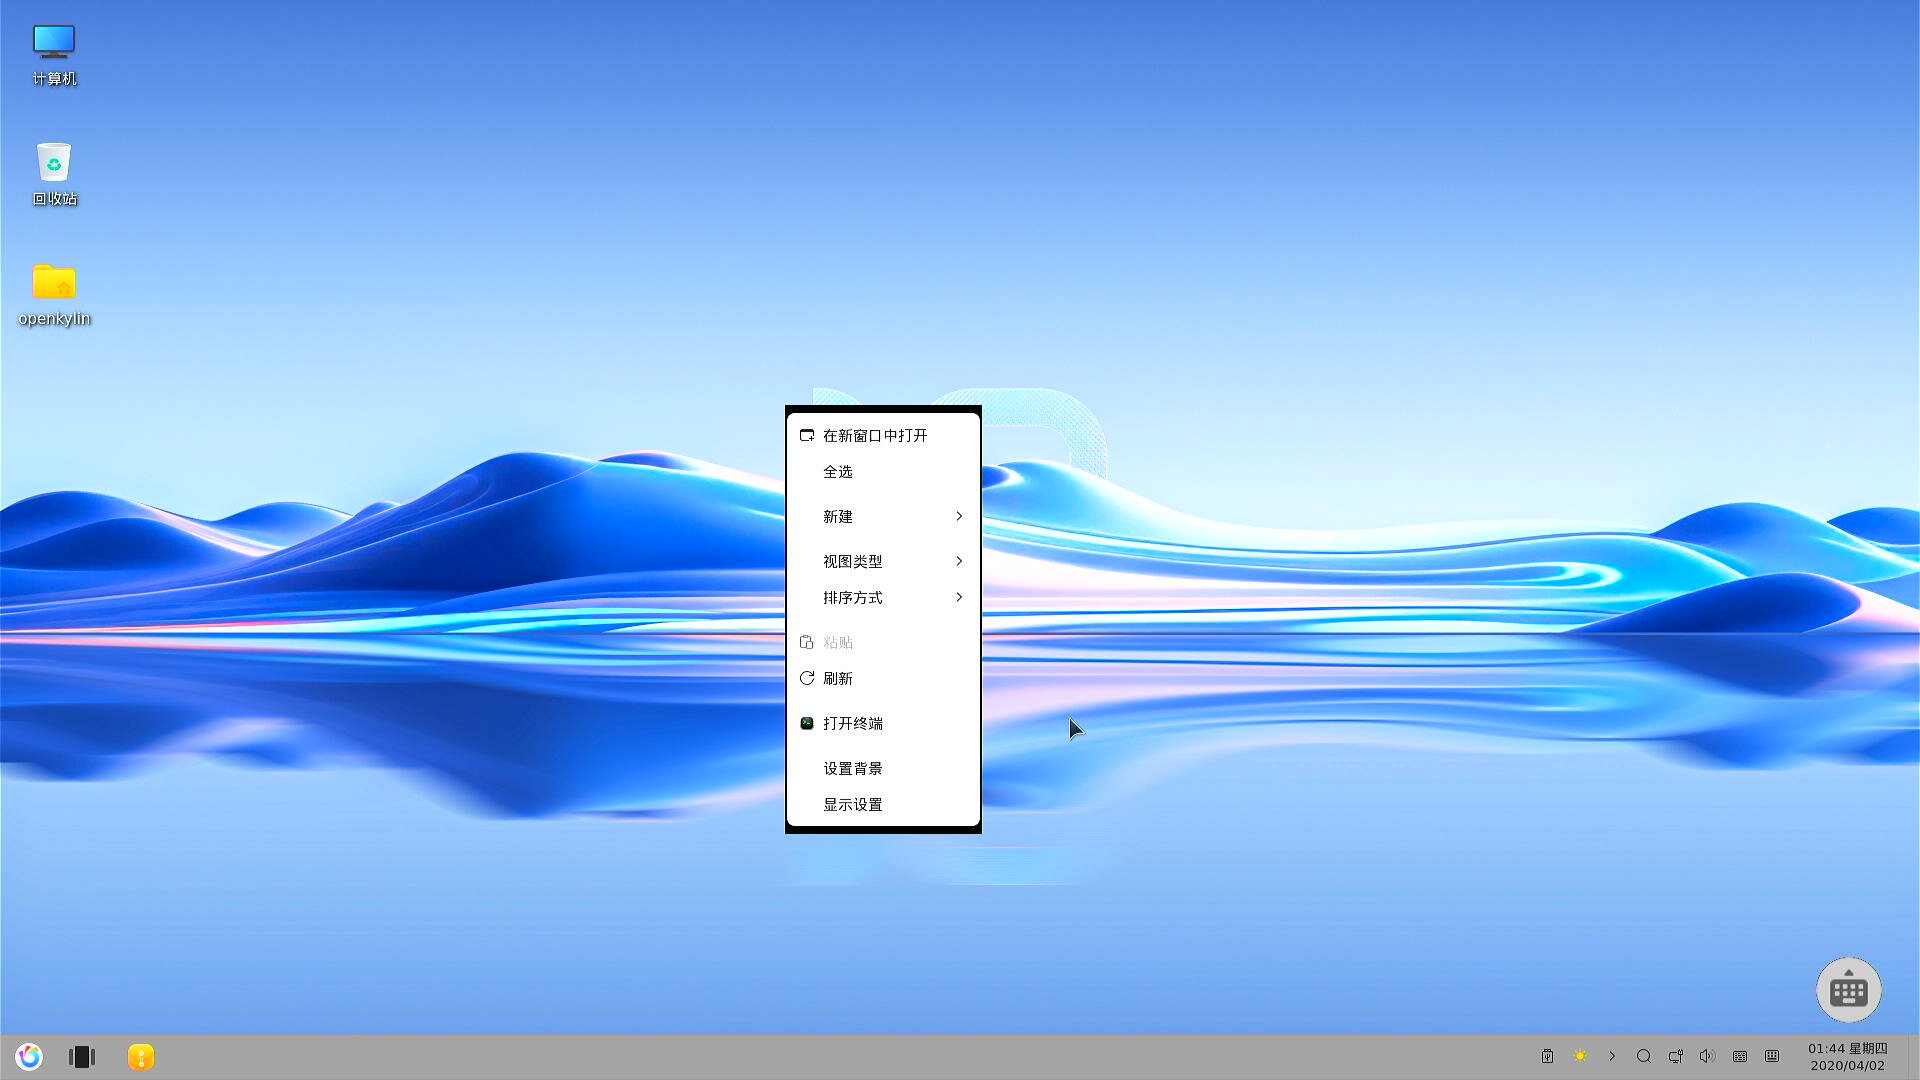 计算机
回收站
openkylin
在新窗口中打开
全选
新建
视图类型
排序方式
粘贴
刷新
打开终端
设置背景
显示设置
01:44 星期四
2020/04/02